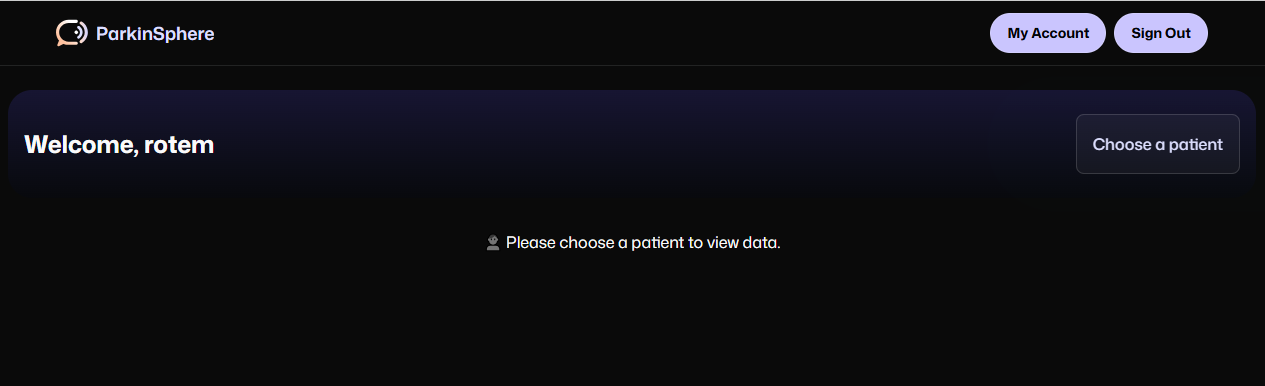 ParkinSphere
My Account
Sign Out
Welcome, rotem
Choose a patient
Please choose a patient to view data.